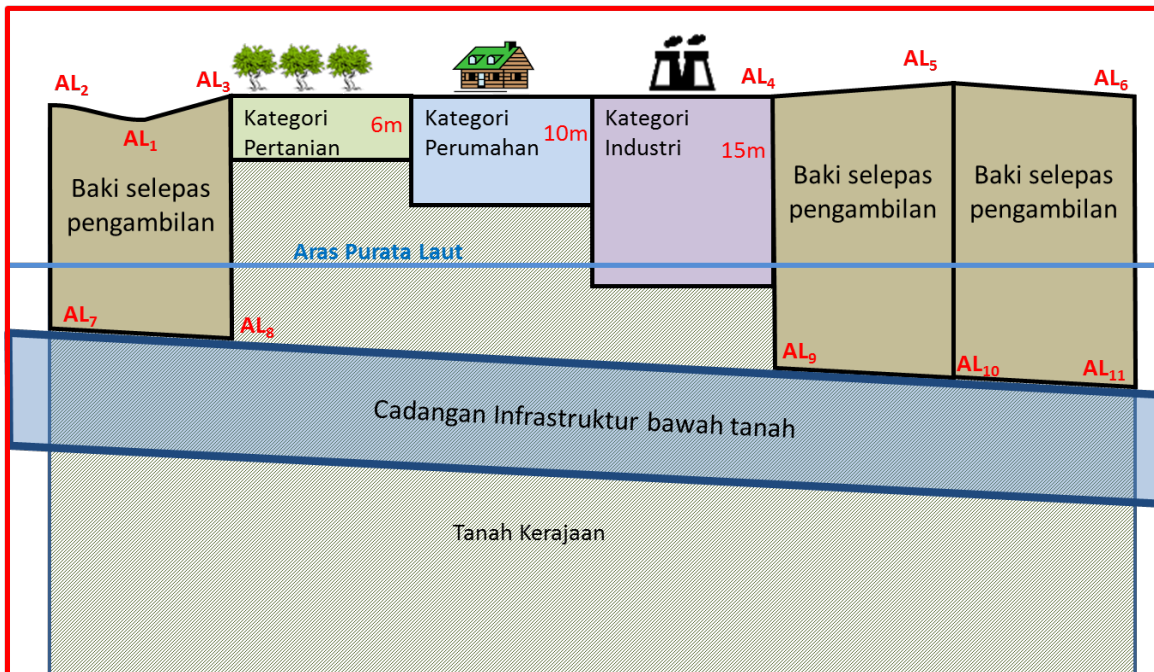 AL₂
AL₃
AL₄
AL₅
AL₆
AL₁
Kategori
Pertanian
6m
Kategori
Perumahan
10m
Kategori
Industri
15m
Baki selepas
pengambilan
Baki selepas
pengambilan
Baki selepas
pengambilan
Aras Purata Laut
AL₇
AL₈
AL₉
AL₁₀
AL₁₁
Cadangan Infrastruktur bawah tanah
Tanah Kerajaan